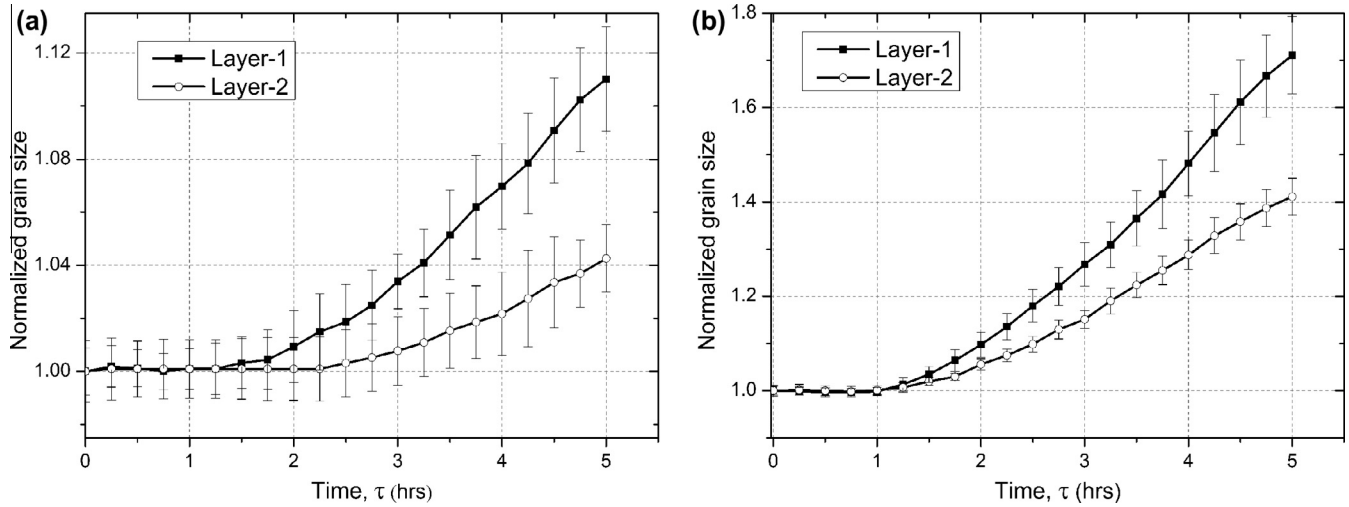 (a)
Layer-1
Layer-2
Normalized grain size
1.12
1.08
1.04
1.00
0 1 2 3 4 5
Time, τ (hrs)
(b)
Layer-1
Layer-2
Normalized grain size
1.8
1.6
1.4
1.2
1.0
0 1 2 3 4 5
Time, τ (hrs)